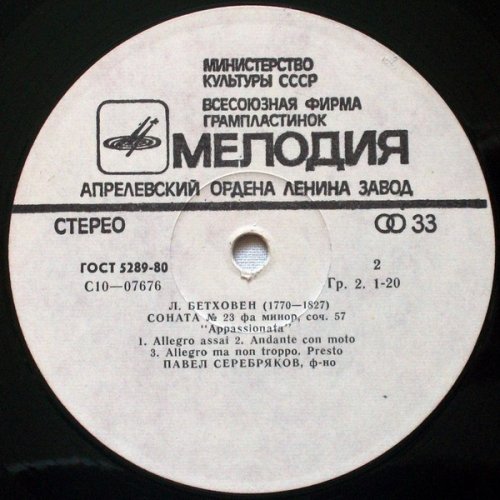 МИНИСТЕРСТВО
КУЛЬТУРЫ СССР
ВСЕСОЮЗНАЯ ФИРМА
ГРАМПЛАСТИНОК
МЕЛОДИЯ
АПРЕЛЕВСКИЙ ОРДЕНА ЛЕНИНА ЗАВОД
СТЕРЕО 33
ГОСТ 5289-80 2
С10—07676 Гр. 2. 1-20
Л. БЕТХОВЕН (1770—1827)
СОНАТА № 23 фа минор, соч. 57
"Appassionata"
1. Allegro assai 2. Andante con moto
3. Allegro ma non troppo. Presto
ПАВЕЛ СЕРЕБРЯКОВ, ф-но